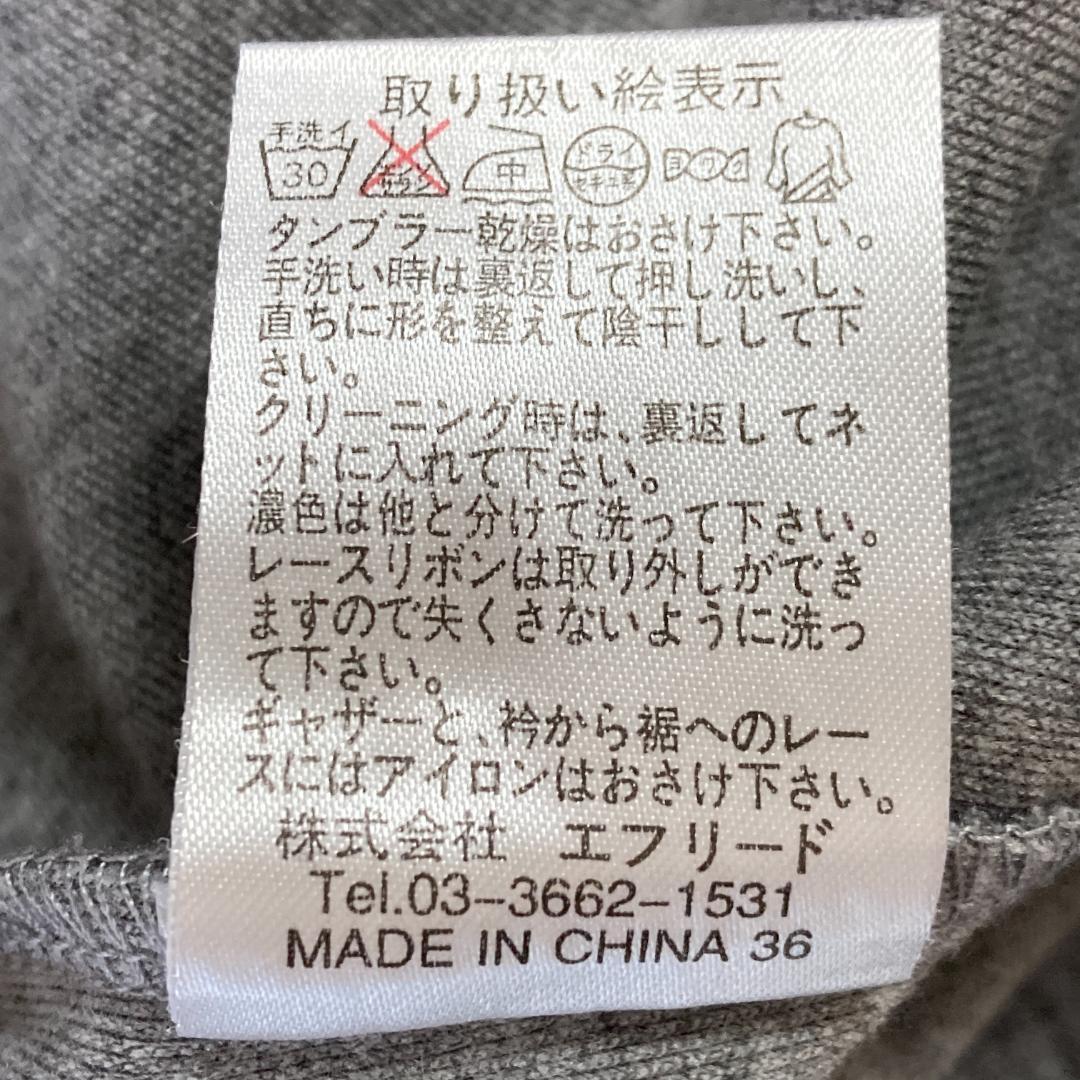 取り扱い絵表示
手洗イ
30
中
ドライ
セキユ系
ヨワク
タンブラー乾燥はおさけ下さい。
手洗い時は裏返して押し洗いし、
直ちに形を整えて陰干しして下
さい。
クリーニング時は、裏返してネ
ットに入れて下さい。
濃色は他と分けて洗って下さい。
レースリボンは取り外しができ
ますので失くさないように洗っ
て下さい。
ギャザーと、衿から裾へのレー
スにはアイロンはおさけ下さい。
株式会社 エフリード
Tel.03-3662-1531
MADE IN CHINA 36